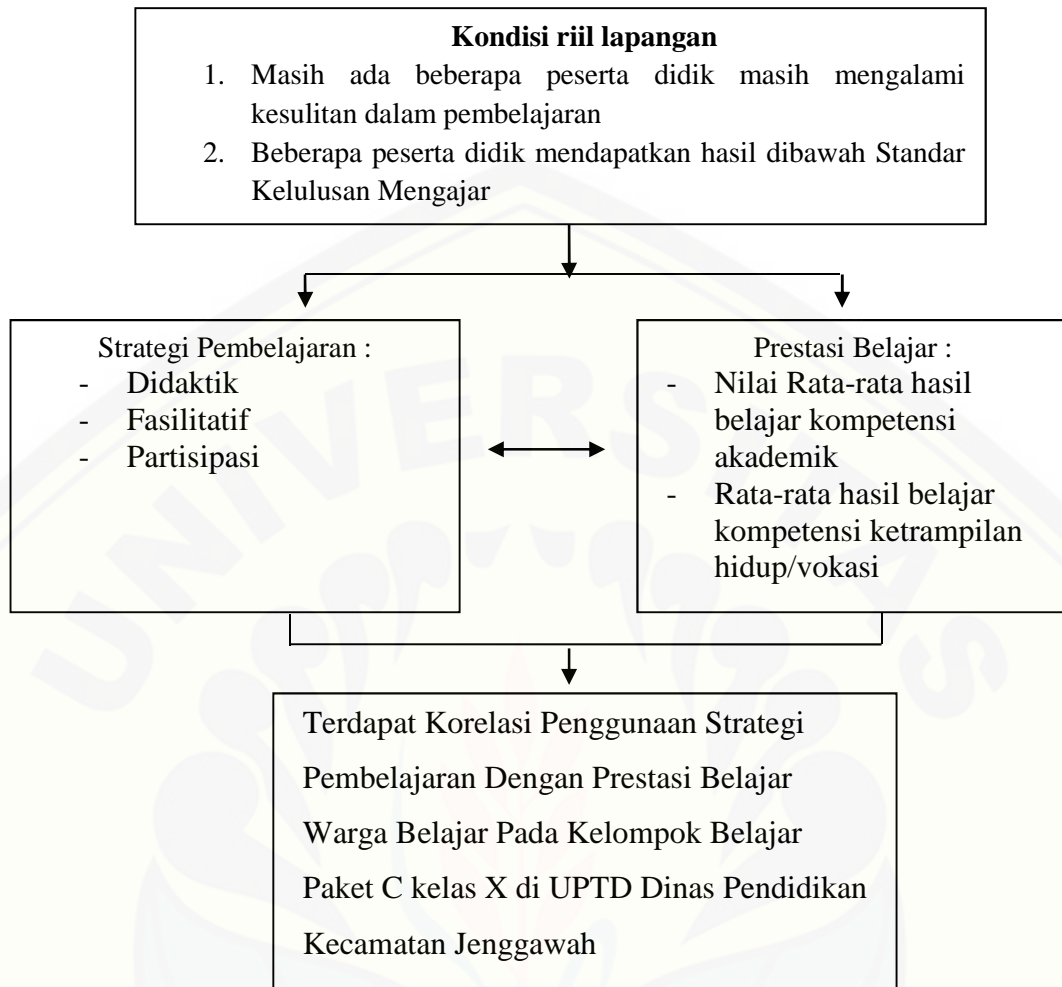 Kondisi riil lapangan
1. Masih ada beberapa peserta didik masih mengalami
kesulitan dalam pembelajaran
2. Beberapa peserta didik mendapatkan hasil dibawah Standar
Kelulusan Mengajar
Strategi Pembelajaran :
- Didaktik
- Fasilitatif
- Partisipasi
Prestasi Belajar :
- Nilai Rata-rata hasil
belajar kompetensi
akademik
- Rata-rata hasil belajar
kompetensi ketrampilan
hidup/vokasi
Terdapat Korelasi Penggunaan Strategi
Pembelajaran Dengan Prestasi Belajar
Warga Belajar Pada Kelompok Belajar
Paket C kelas X di UPTD Dinas Pendidikan
Kecamatan Jenggawah
UNIVERSITAS